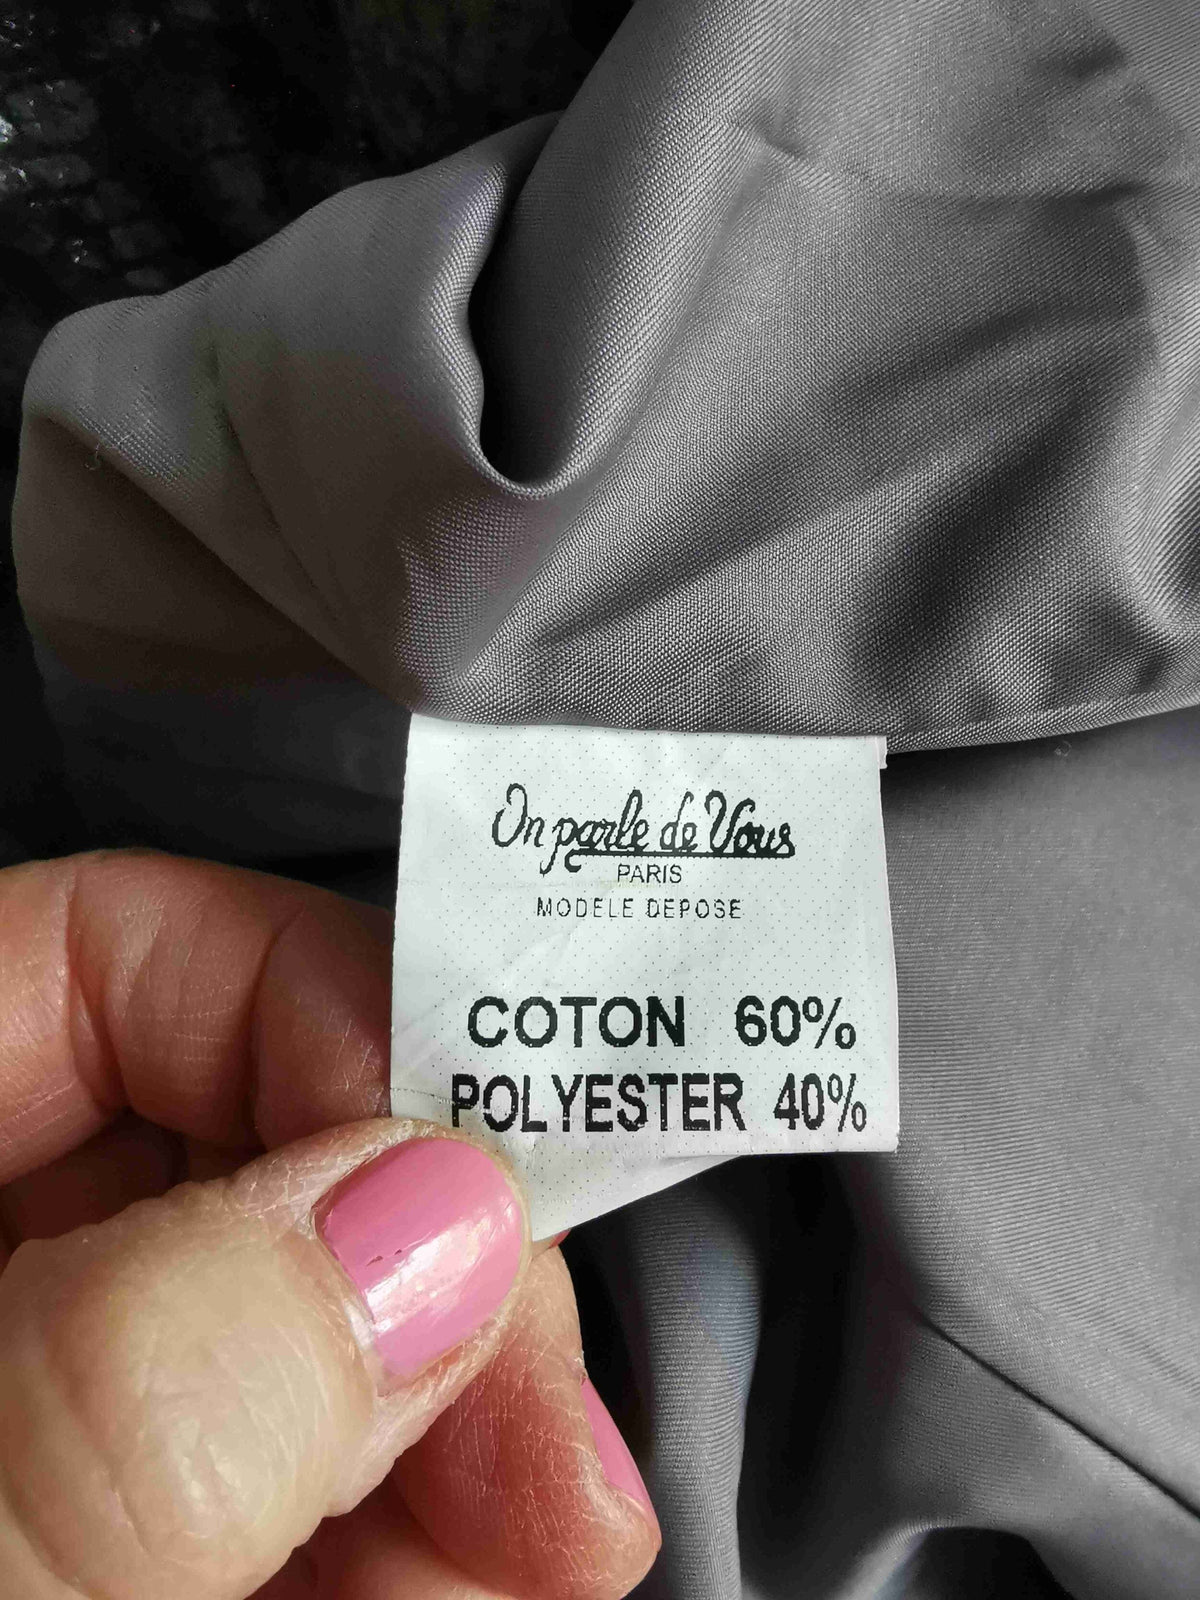 On parle de Vous
PARIS
MODELE DEPOSE
COTON 60%
POLYESTER 40%